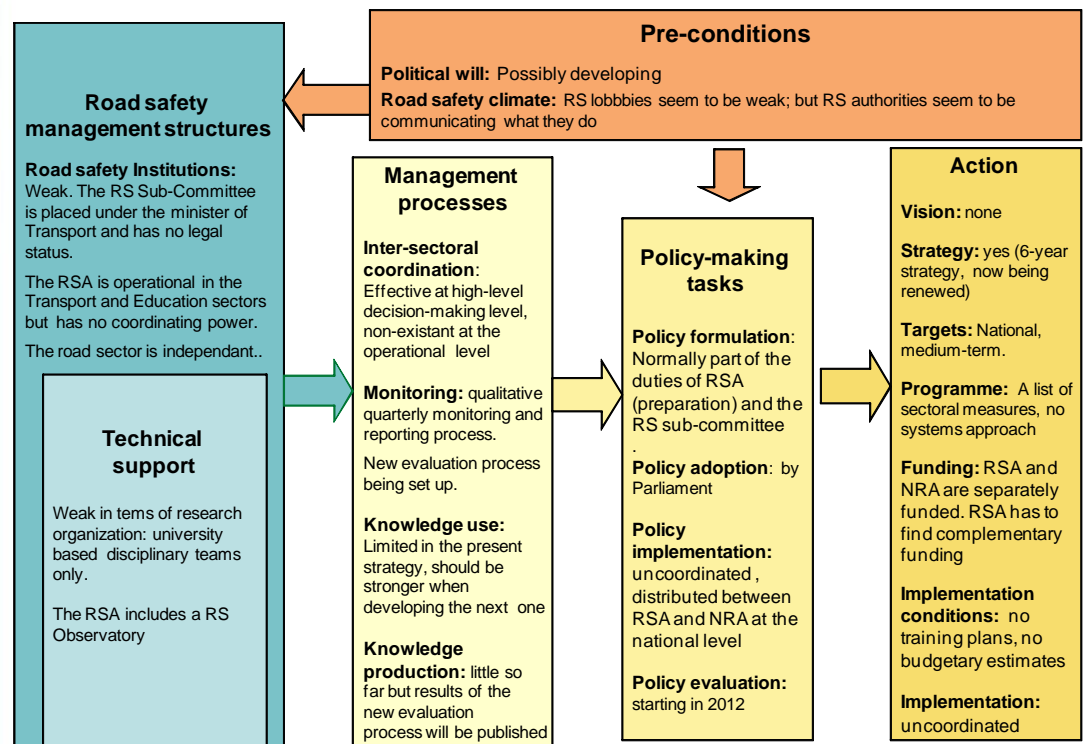 Pre-conditions
Political will: Possibly developing
Road safety climate: RS lobbbies seem to be weak; but RS authorities seem to be
communicating what they do
Road safety
management structures
Road safety Institutions:
Weak. The RS Sub-Committee
is placed under the minister of
Transport and has no legal
status.
The RSA is operational in the
Transport and Education sectors
but has no coordinating power.
The road sector is independant..
Technical
support
Weak in tems of research
organization: university
based disciplinary teams
only.
The RSA includes a RS
Observatory
Management
processes
Inter-sectoral
coordination:
Effective at high-level
decision-making level,
non-existant at the
operational level
Monitoring: qualitative
quarterly monitoring and
reporting process.
New evaluation process
being set up.
Knowledge use:
Limited in the present
strategy, should be
stronger when
developing the next one
Knowledge
production: little so
far but results of the
new evaluation
process will be published
Policy-making
tasks
Policy formulation:
Normally part of the
duties of RSA
(preparation) and the
RS sub-committee
.
Policy adoption: by
Parliament
Policy
implementation:
uncoordinated ,
distributed between
RSA and NRA at the
national level
Policy evaluation:
starting in 2012
Action
Vision: none
Strategy: yes (6-year
strategy, now being
renewed)
Targets: National,
medium-term.
Programme: A list of
sectoral measures, no
systems approach
Funding: RSA and
NRA are separately
funded. RSA has to
find complementary
funding
Implementation
conditions: no
training plans, no
budgetary estimates
Implementation:
uncoordinated